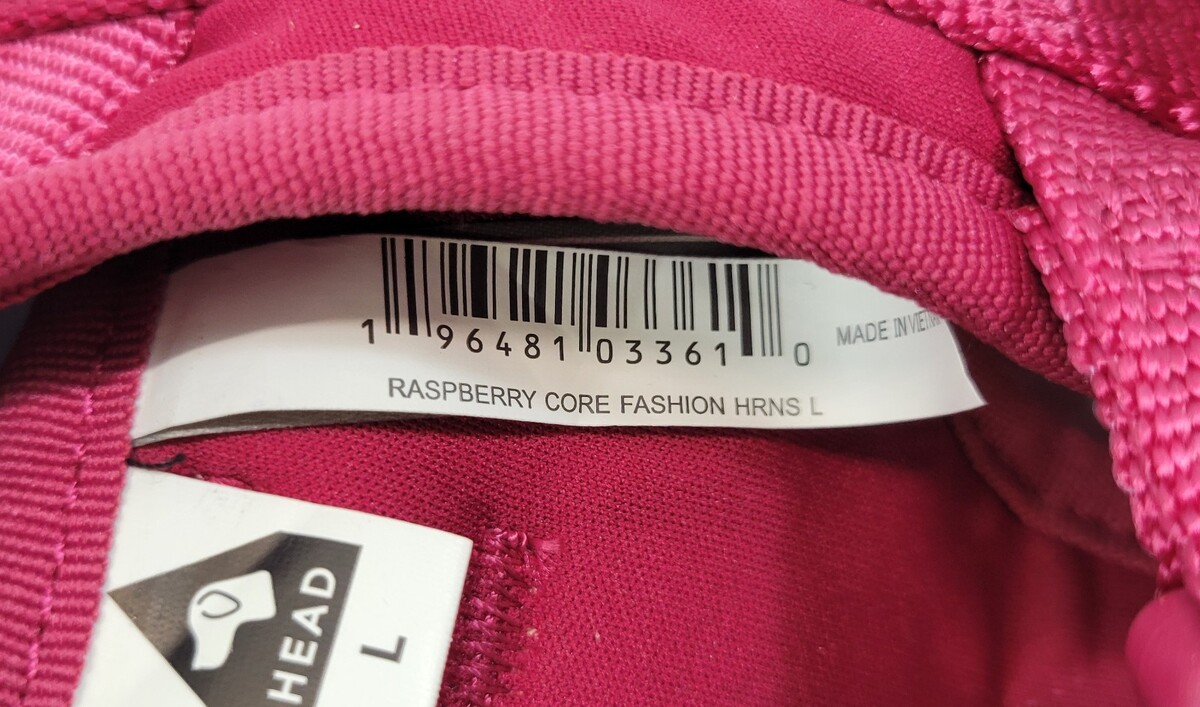 1 96481 03361 0
MADE IN VIETNAM
RASPBERRY CORE FASHION HRNS L
HEAD
L